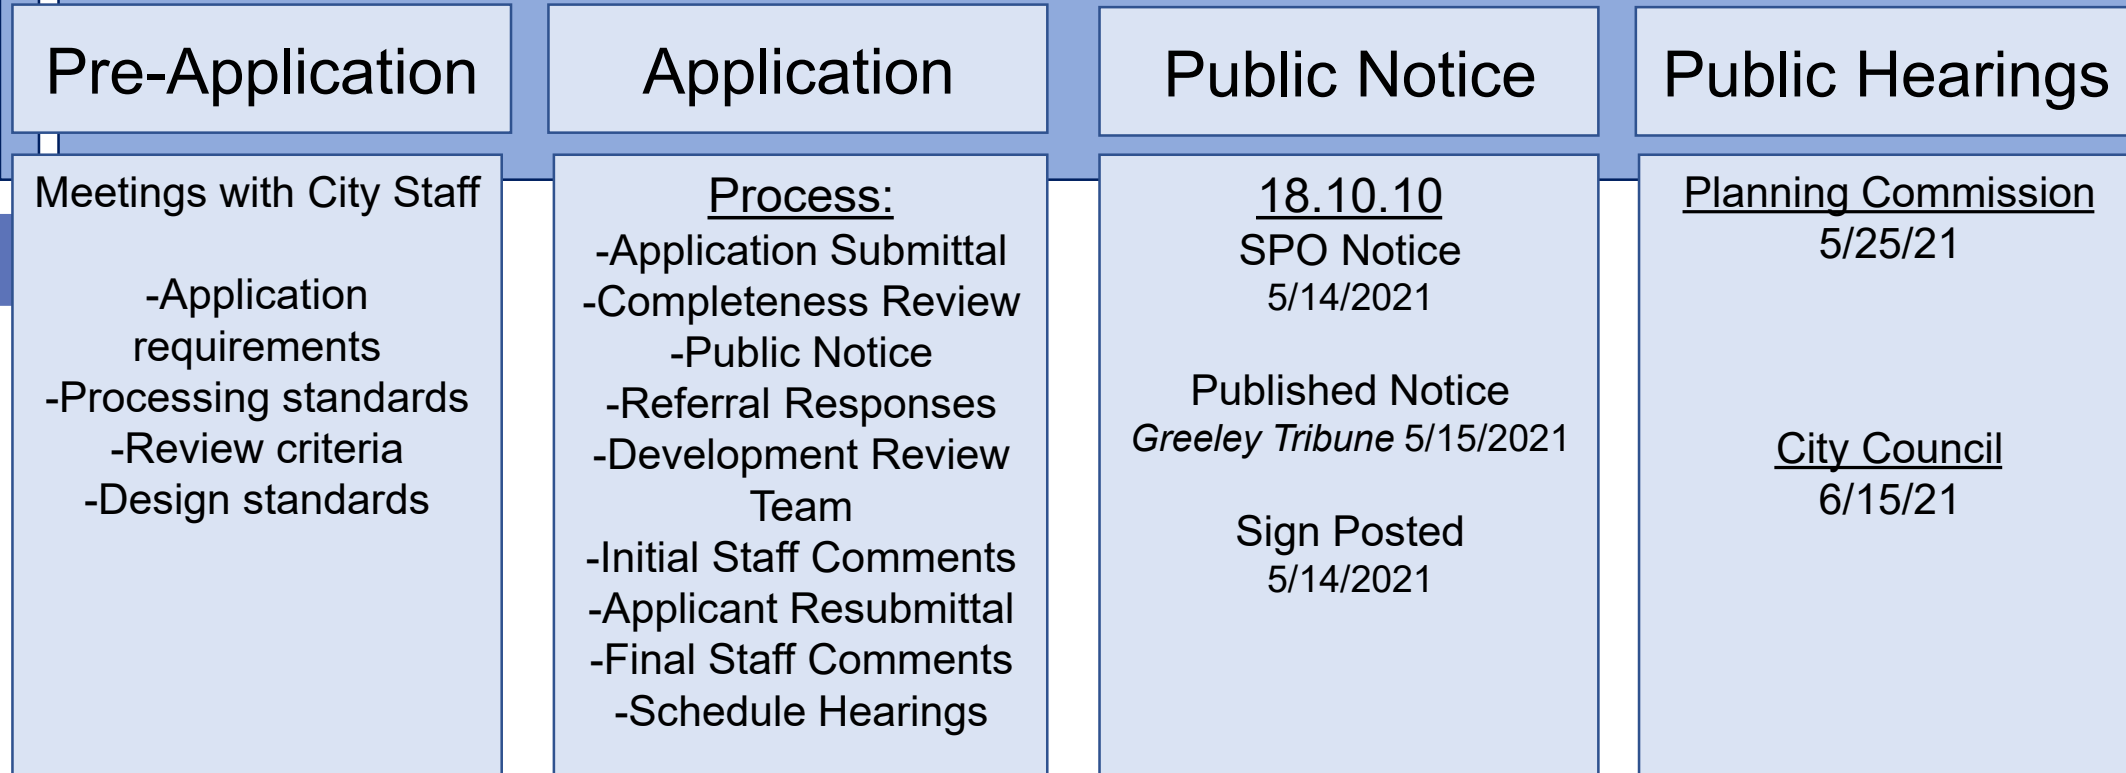 Pre-Application
Application
Public Notice
Public Hearings
Meetings with City Staff
-Application
requirements
-Processing standards
-Review criteria
-Design standards
Process:
-Application Submittal
-Completeness Review
-Public Notice
-Referral Responses
-Development Review
Team
-Initial Staff Comments
-Applicant Resubmittal
-Final Staff Comments
-Schedule Hearings
18.10.10
SPO Notice
5/14/2021
Published Notice
Greeley Tribune 5/15/2021
Sign Posted
5/14/2021
Planning Commission
5/25/21
City Council
6/15/21